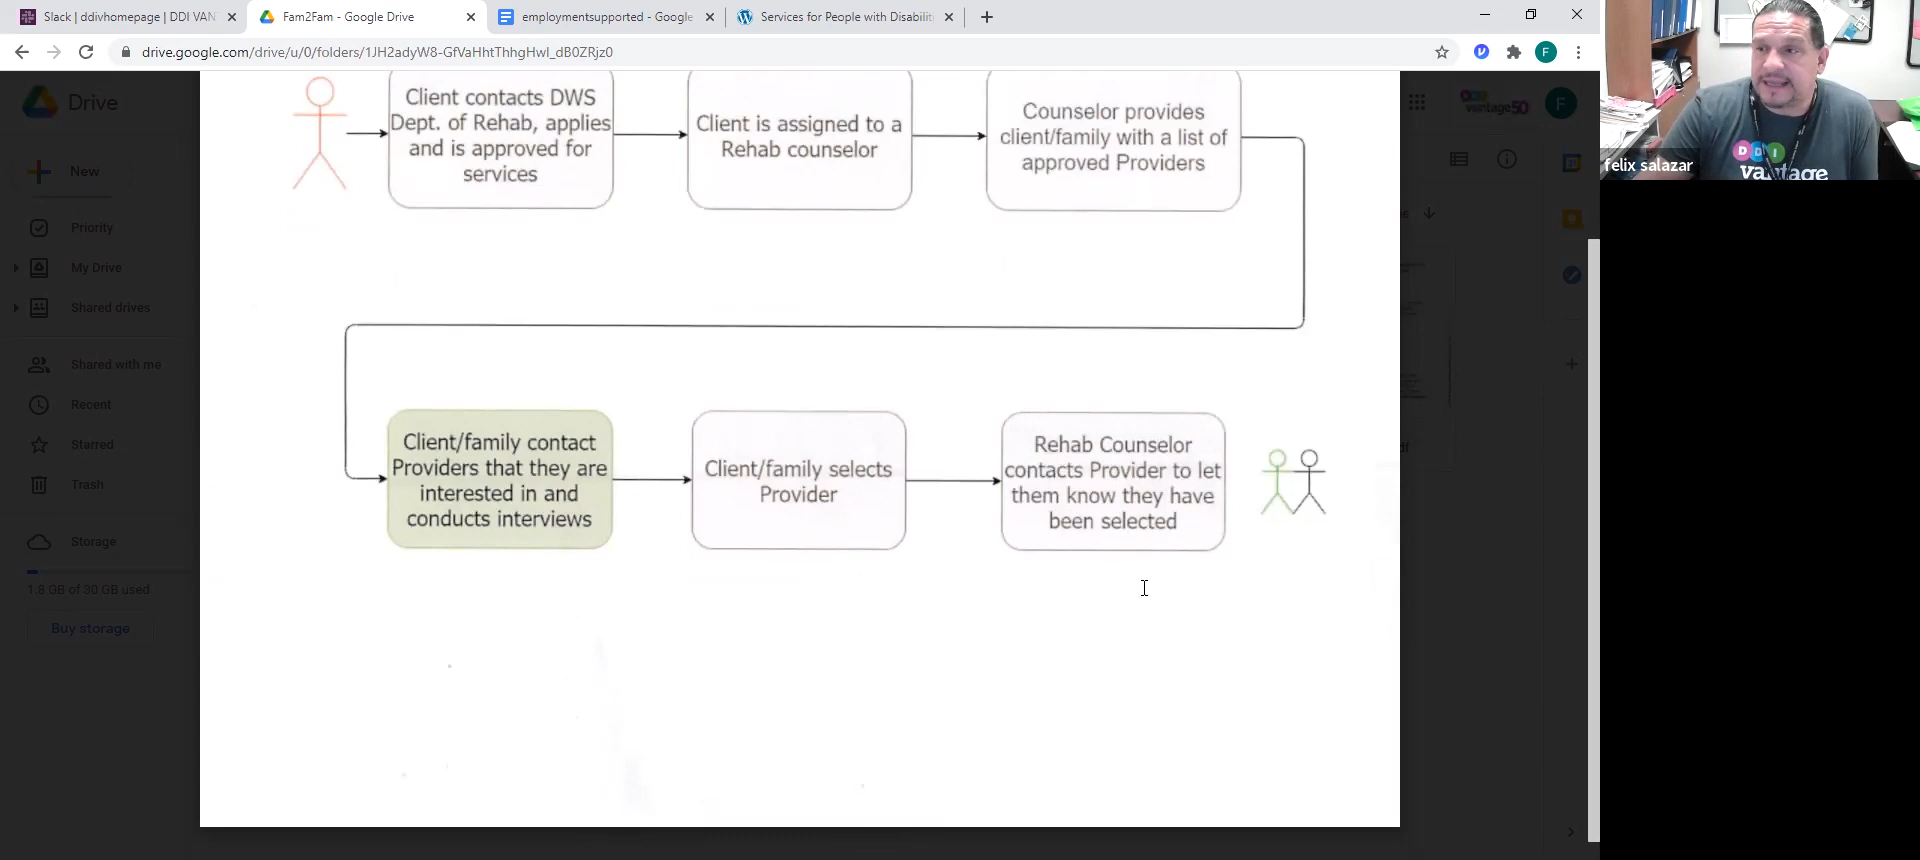 Slack | ddivhomepage | DDI VAN
Fam2Fam - Google Drive
employmentsupported - Google
Services for People with Disabiliti
drive.google.com/drive/u/0/folders/1JH2adyW8-GfVaHhtThhgHwl_dB0ZRjz0
F
Drive
New
Priority
My Drive
Shared drives
Shared with me
Recent
Starred
Trash
Storage
1.8 GB of 30 GB used
Buy storage
Client contacts DWS
Dept. of Rehab, applies
and is approved for
services
Client is assigned to a
Rehab counselor
Counselor provides
client/family with a list of
approved Providers
Client/family contact
Providers that they are
interested in and
conducts interviews
Client/family selects
Provider
Rehab Counselor
contacts Provider to let
them know they have
been selected
vantage50
F
felix salazar
DDI
vantage